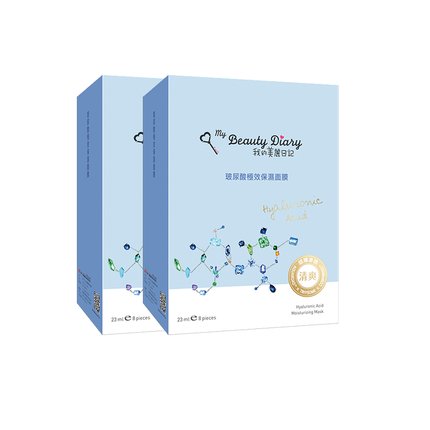 My Beauty Diary
我的美麗日記
玻尿酸極效保濕面膜
Hyaluronic
Acid
清爽
Hyaluronic Acid
Moisturizing Mask
23 ml ℮ 8 pieces
23 ml ℮ 8 pieces